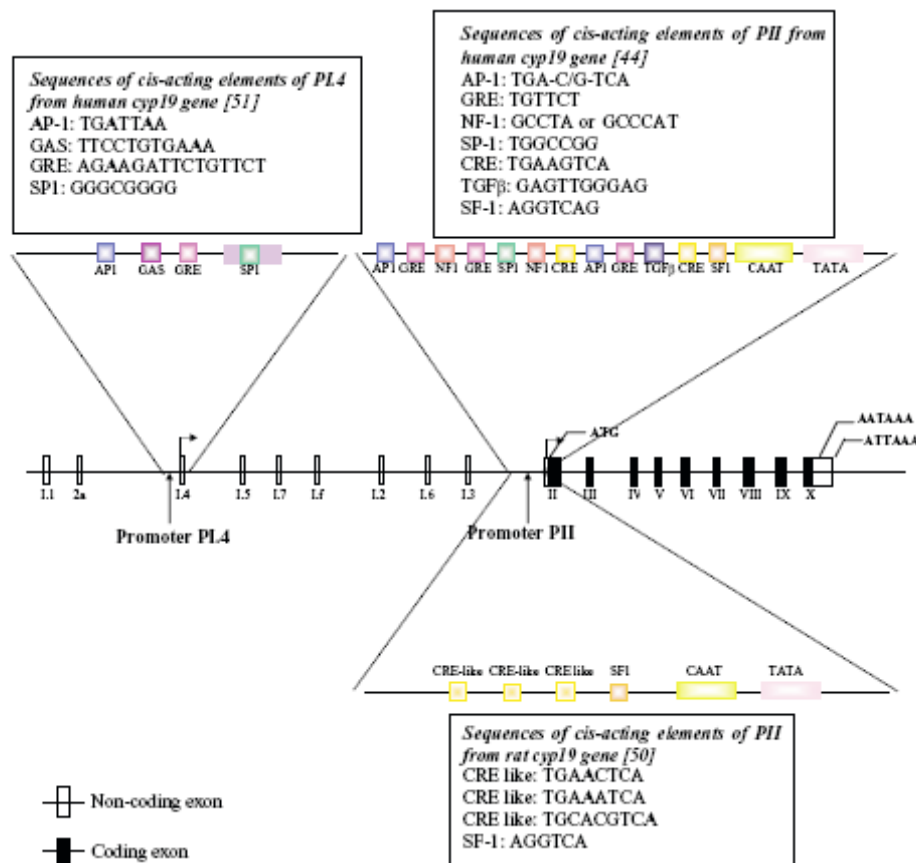 Sequences of cis-acting elements of PI.4
from human cyp19 gene [51]
AP-1: TGATTAA
GAS: TTCCTGTGAAA
GRE: AGAAGATTCTGTTCT
SP1: GGGCGGGG
Sequences of cis-acting elements of PII from
human cyp19 gene [44]
AP-1: TGA-C/G-TCA
GRE: TGTTCT
NF-1: GCCTA or GCCCAT
SP-1: TGGCCGG
CRE: TGAAGTCA
TGFβ: GAGTTGGGAG
SF-1: AGGTCAG
AP1 GAS GRE SP1
AP1 GRE NF1 GRE SP1 NF1 CRE AP1 GRE TGFβ CRE SF1 CAAT TATA
ATG
AATAAA
ATTAAA
I.1 2a I.4 I.5 I.7 I.f I.2 I.6 I.3 II III IV V VI VII VIII IX X
Promoter PI.4 Promoter PII
CRE-like CRE-like CRE like SF1 CAAT TATA
Sequences of cis-acting elements of PII
from rat cyp19 gene [50]
CRE like: TGAACTCA
CRE like: TGAAATCA
CRE like: TGCACGTCA
SF-1: AGGTCA
Non-coding exon
Coding exon